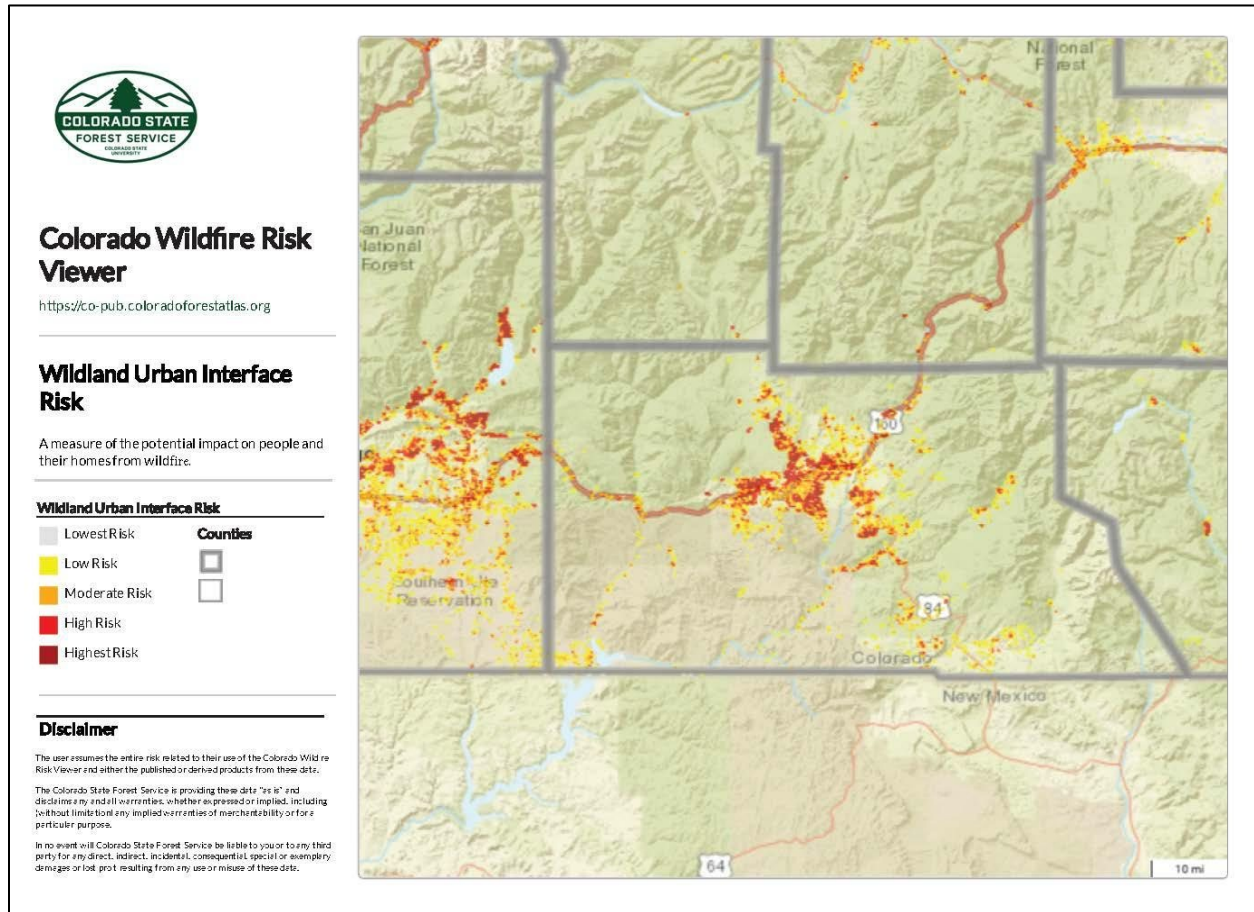 COLORADO STATE
FOREST SERVICE
COLORADO STATE
UNIVERSITY
Colorado Wildfire Risk
Viewer
https://co-pub.coloradoforestatlas.org
Wildland Urban Interface
Risk
A measure of the potential impact on people and
their homes from wildfire.
Wildland Urban Interface Risk
Lowest Risk
Counties
Low Risk
Moderate Risk
High Risk
Highest Risk
Disclaimer
The user assumes the entire risk related to their use of the Colorado Wild re
Risk Viewer and either the published or derived products from these data.
The Colorado State Forest Service is providing these data "as is" and
disclaims any and all warranties, whether expressed or implied, including
(without limitation) any implied warranties of merchantability or for a
particular purpose.
In no event will Colorado State Forest Service be liable to you or to any third
party for any direct, indirect, incidental, consequential, special or exemplary
damages or lost pro t resulting from any use or misuse of these data.
National
Forest
an Juan
National
Forest
160
Southern Ute
Reservation
84
Colorado
New Mexico
64
10 mi